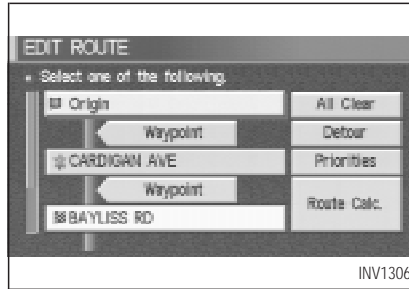 EDIT ROUTE
Select one of the following.
Origin
All Clear
Waypoint
Detour
CARDIGAN AVE
Priorities
Waypoint
Route Calc.
BAYLISS RD
INV1306